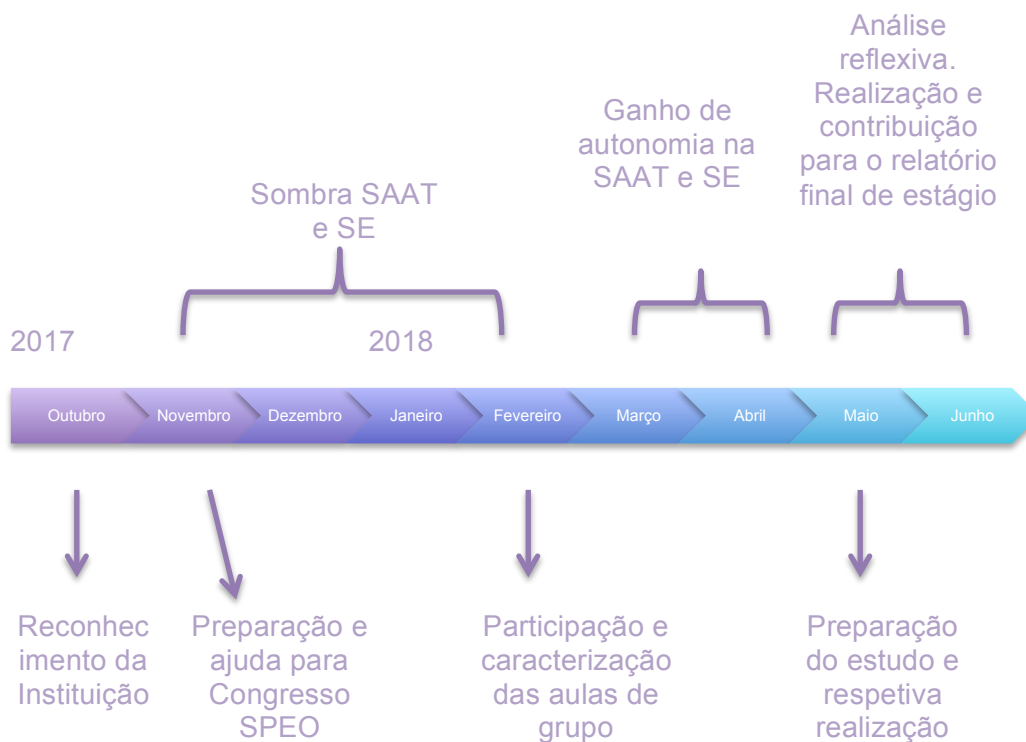 Análise
reflexiva.
Realização e
contribuição
para o relatório
final de estágio
Ganho de
autonomia na
SAAT e SE
Sombra SAAT
e SE
2017
2018
Outubro
Novembro
Dezembro
Janeiro
Fevereiro
Março
Abril
Maio
Junho
Reconhec
imento da
Instituição
Preparação e
ajuda para
Congresso
SPEO
Participação e
caracterização
das aulas de
grupo
Preparação
do estudo e
respetiva
realização